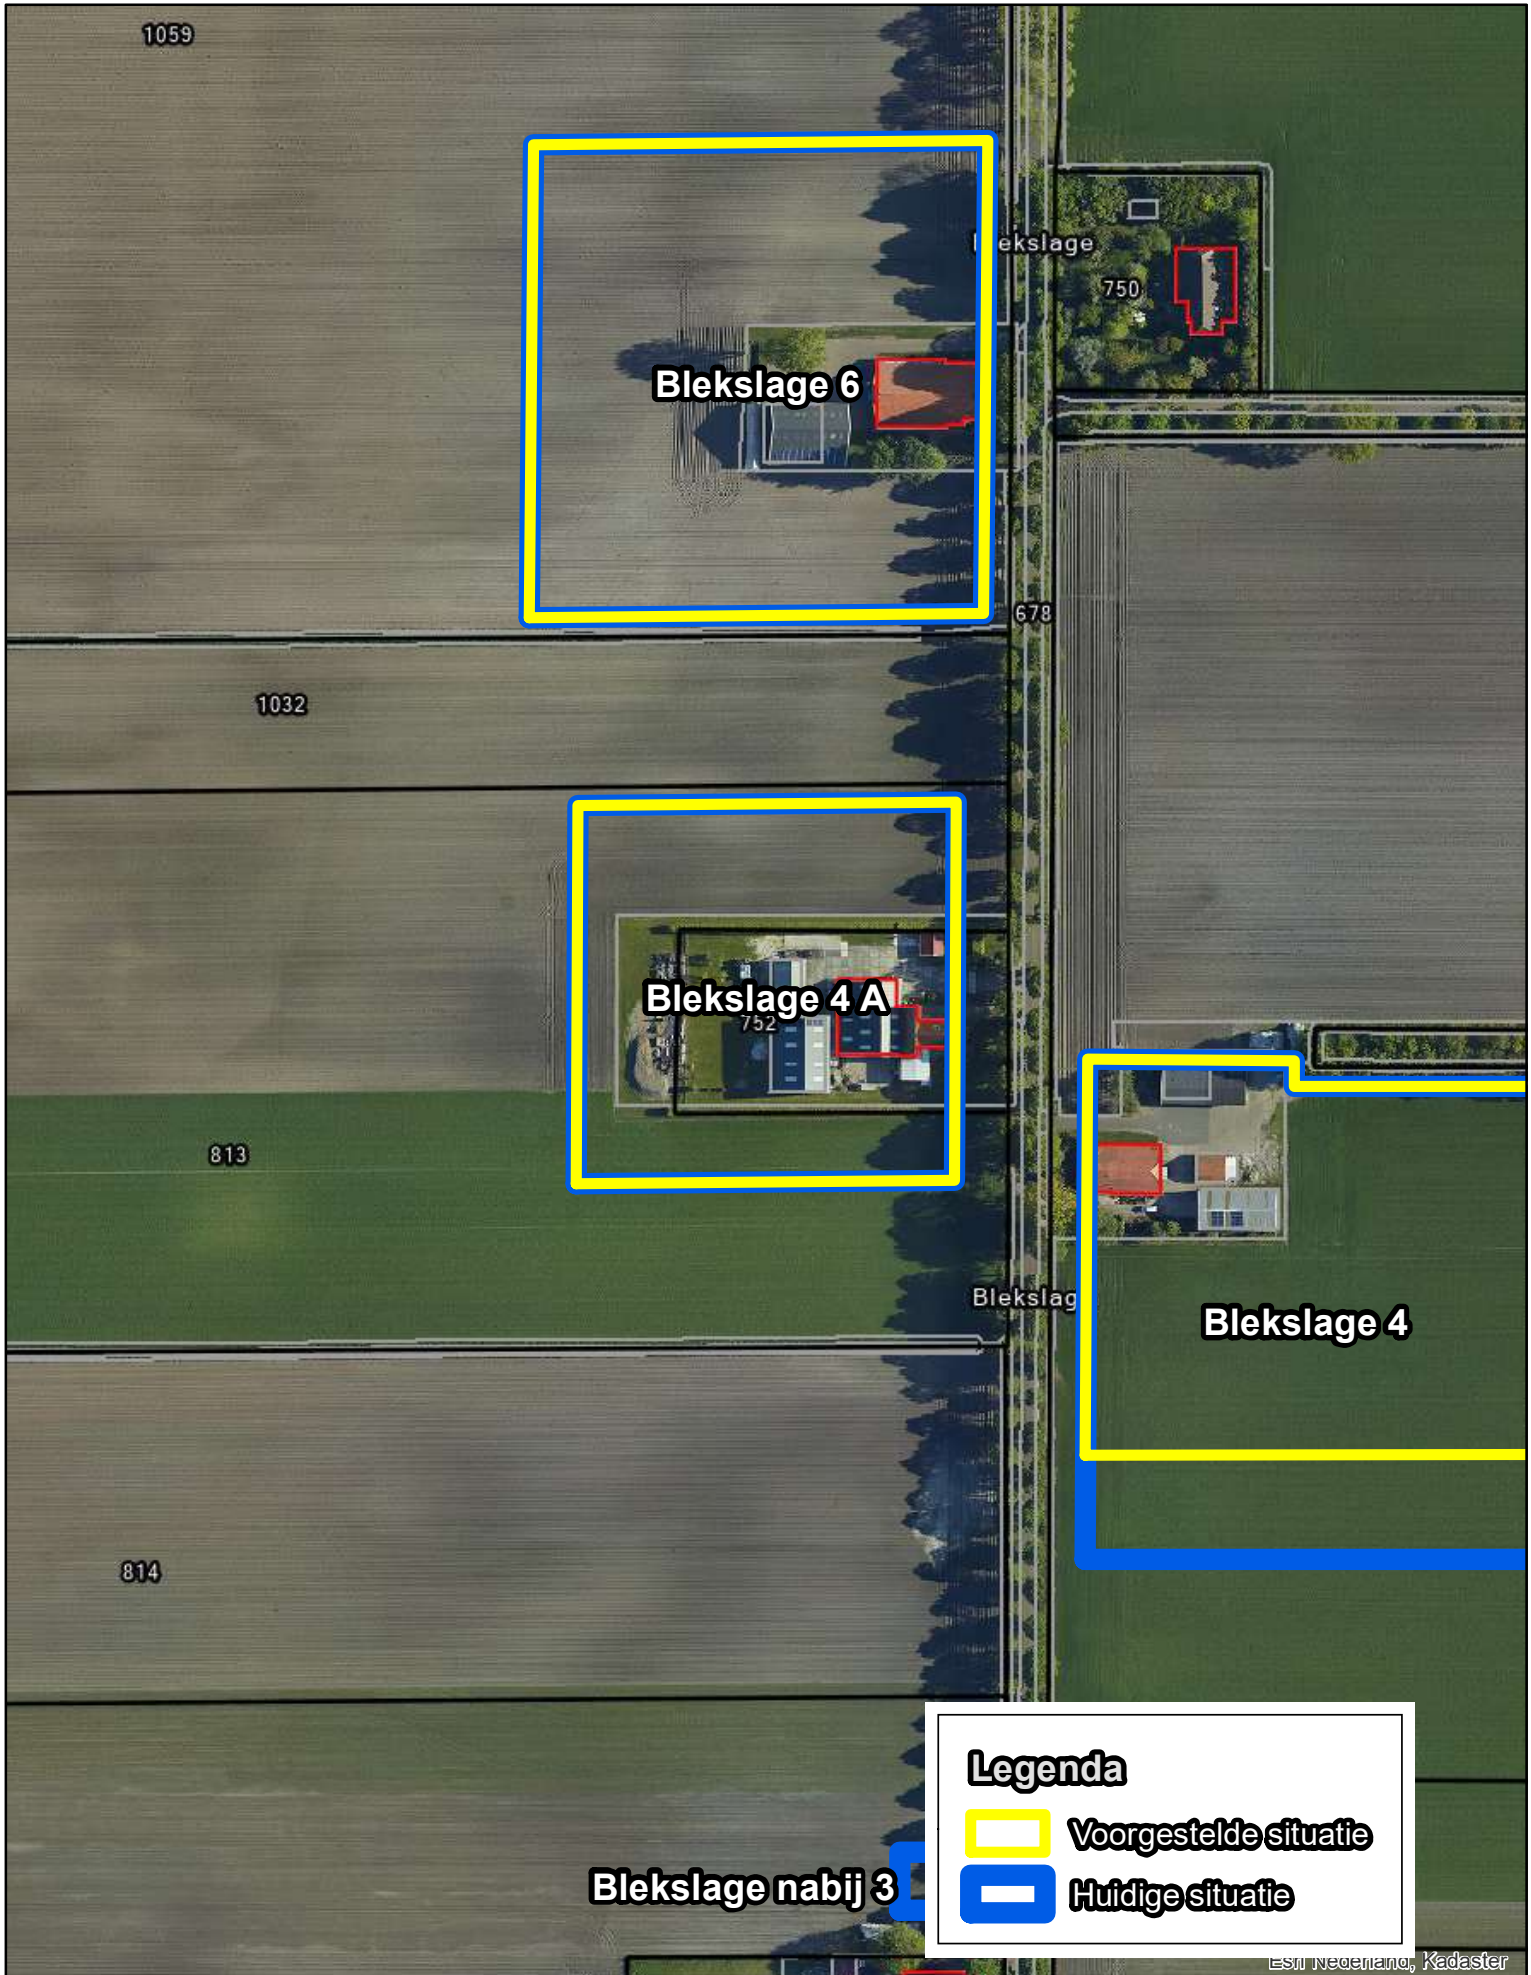 1059
Blekslage
750
Blekslage 6
678
1032
Blekslage 4 A
752
813
Blekslag
Blekslage 4
814
Legenda
Voorgestelde situatie
Blekslage nabij 3
Huidige situatie
Esri Nederland, Kadaster